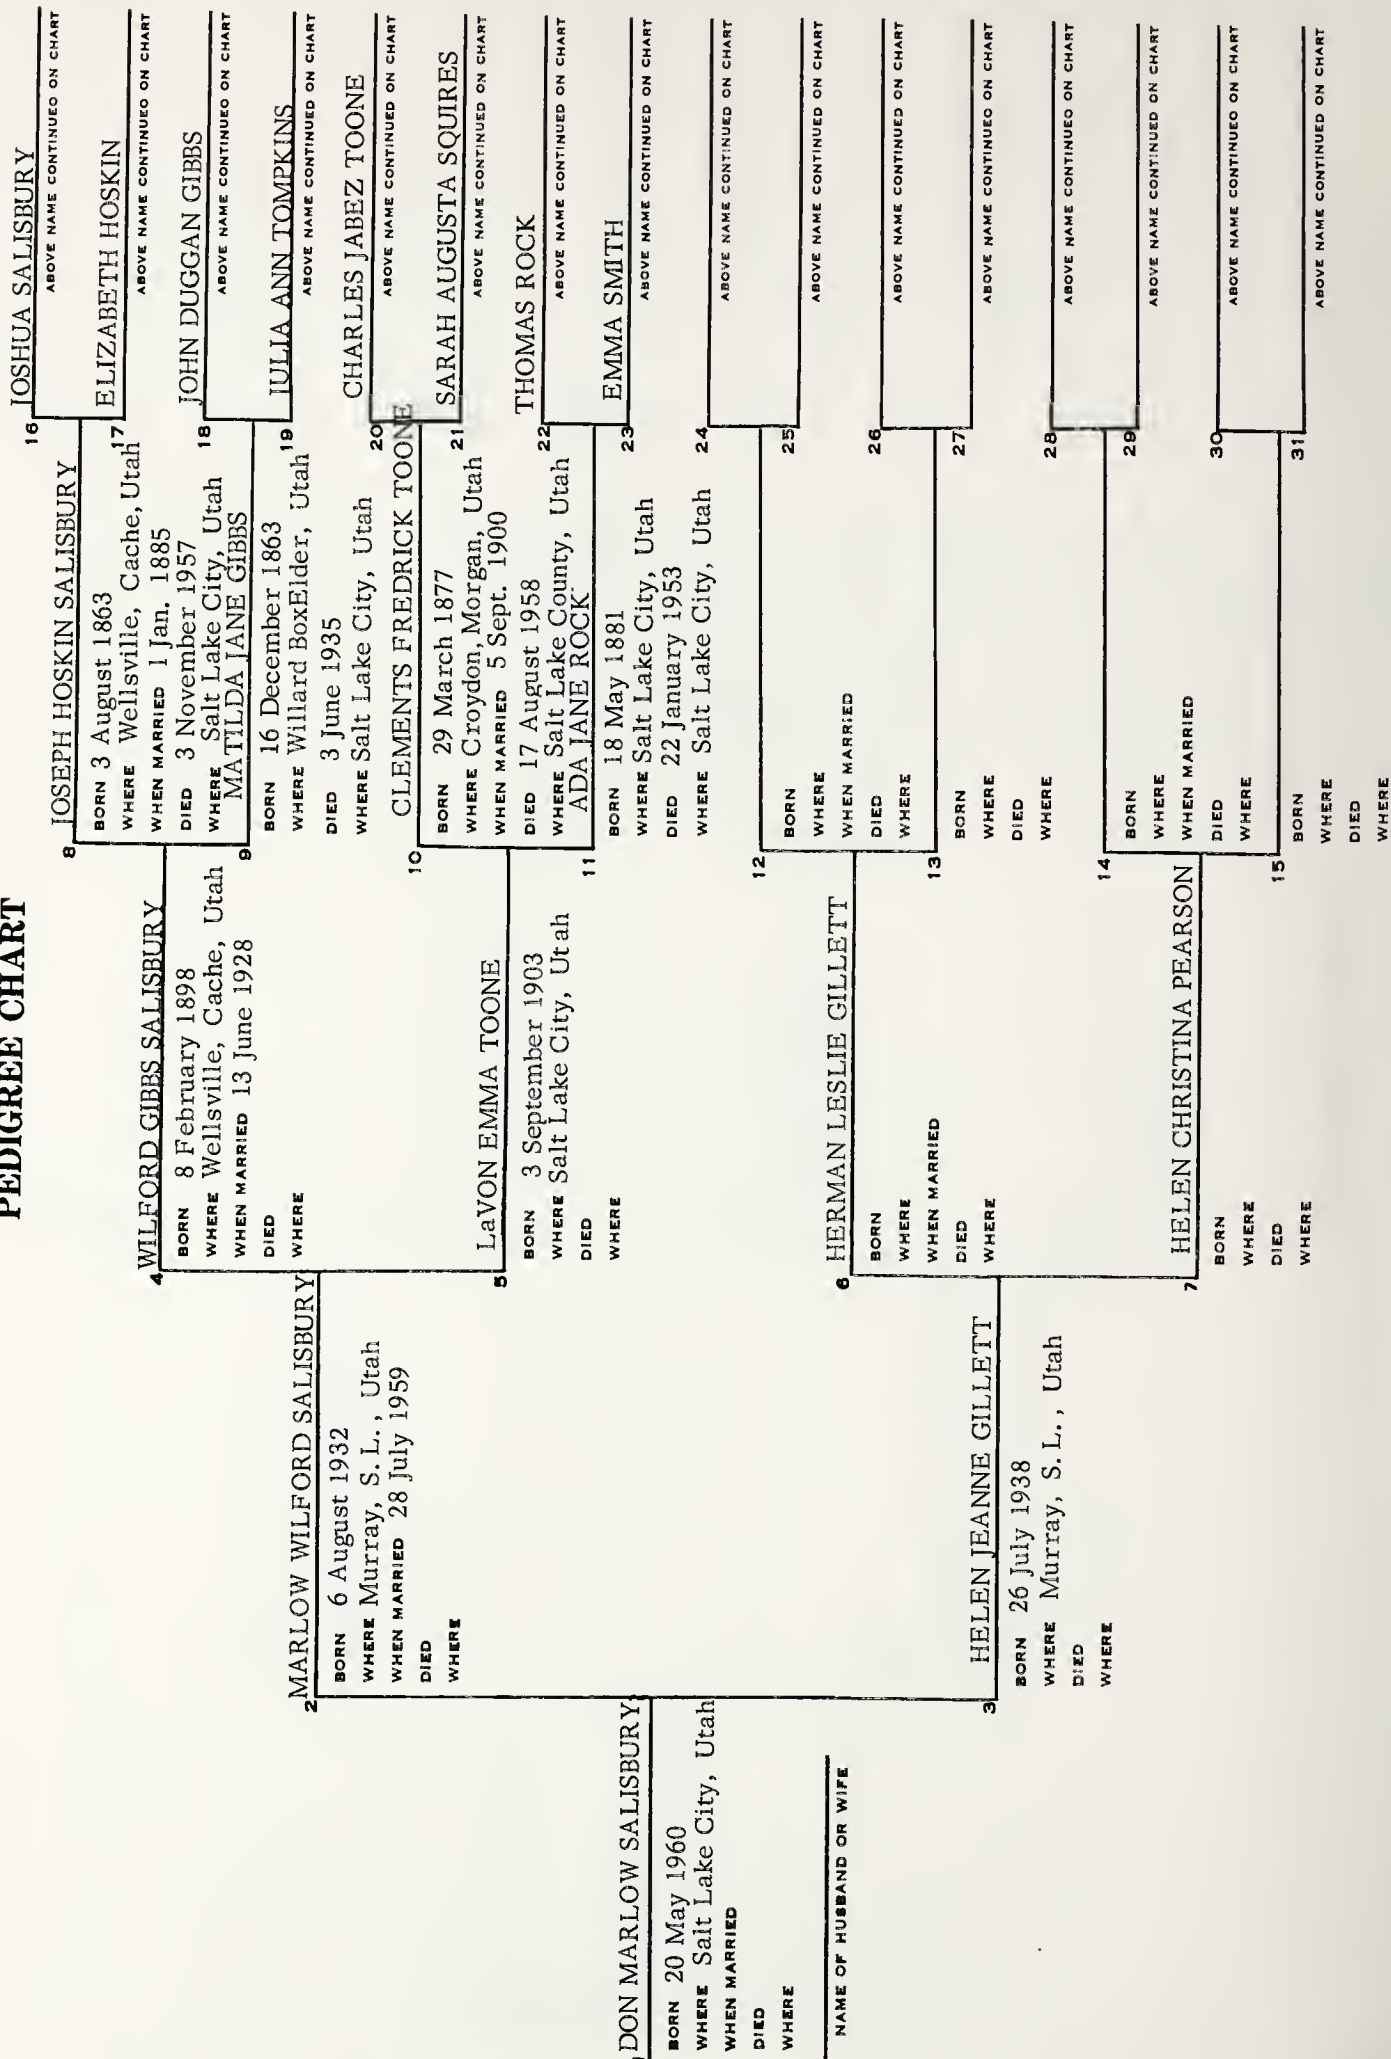 PEDIGREE CHART
DON MARLOW SALISBURY
BORN 20 May 1960
WHERE Salt Lake City, Utah
WHEN MARRIED
DIED
WHERE
NAME OF HUSBAND OR WIFE
2
MARLOW WILFORD SALISBURY
BORN 6 August 1932
WHERE Murray, S. L., Utah
WHEN MARRIED 28 July 1959
DIED
WHERE
3
HELEN JEANNE GILLETT
BORN 26 July 1938
WHERE Murray, S. L., Utah
DIED
WHERE
4
WILFORD GIBBS SALISBURY
BORN 8 February 1898
WHERE Wellsville, Cache, Utah
WHEN MARRIED 13 June 1928
DIED
WHERE
5
LaVON EMMA TOONE
BORN 3 September 1903
WHERE Salt Lake City, Utah
DIED
WHERE
6
HERMAN LESLIE GILLETT
BORN
WHERE
WHEN MARRIED
DIED
WHERE
7
HELEN CHRISTINA PEARSON
BORN
WHERE
DIED
WHERE
8
JOSEPH HOSKIN SALISBURY
BORN 3 August 1863
WHERE Wellsville, Cache, Utah
WHEN MARRIED 1 Jan. 1885
DIED 3 November 1957
WHERE Salt Lake City, Utah
9
MATILDA JANE GIBBS
BORN 16 December 1863
WHERE Willard BoxElder, Utah
DIED 3 June 1935
WHERE Salt Lake City, Utah
10
CLEMENTS FREDRICK TOONE
BORN 29 March 1877
WHERE Croydon, Morgan, Utah
WHEN MARRIED 5 Sept. 1900
DIED 17 August 1958
WHERE Salt Lake County, Utah
11
ADA JANE ROCK
BORN 18 May 1881
WHERE Salt Lake City, Utah
DIED 22 January 1953
WHERE Salt Lake City, Utah
12
BORN
WHERE
WHEN MARRIED
DIED
WHERE
13
BORN
WHERE
DIED
WHERE
14
BORN
WHERE
WHEN MARRIED
DIED
WHERE
15
BORN
WHERE
DIED
WHERE
16
JOSHUA SALISBURY
ABOVE NAME CONTINUED ON CHART
17
ELIZABETH HOSKIN
ABOVE NAME CONTINUED ON CHART
18
JOHN DUGGAN GIBBS
ABOVE NAME CONTINUED ON CHART
19
JULIA ANN TOMPKINS
ABOVE NAME CONTINUED ON CHART
20
CHARLES JABEZ TOONE
ABOVE NAME CONTINUED ON CHART
21
SARAH AUGUSTA SQUIRES
ABOVE NAME CONTINUED ON CHART
22
THOMAS ROCK
ABOVE NAME CONTINUED ON CHART
23
EMMA SMITH
ABOVE NAME CONTINUED ON CHART
24
ABOVE NAME CONTINUED ON CHART
25
ABOVE NAME CONTINUED ON CHART
26
ABOVE NAME CONTINUED ON CHART
27
ABOVE NAME CONTINUED ON CHART
28
ABOVE NAME CONTINUED ON CHART
29
ABOVE NAME CONTINUED ON CHART
30
ABOVE NAME CONTINUED ON CHART
31
ABOVE NAME CONTINUED ON CHART